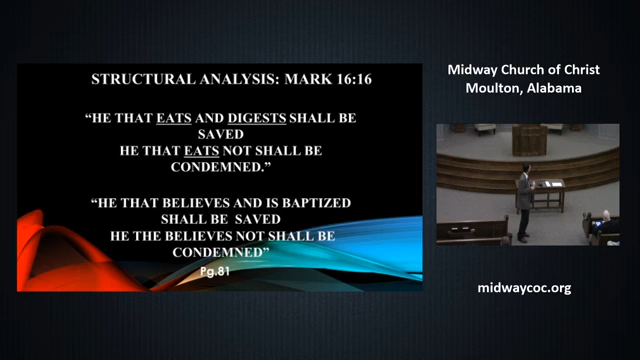 STRUCTURAL ANALYSIS: MARK 16:16
“HE THAT EATS AND DIGESTS SHALL BE
SAVED
HE THAT EATS NOT SHALL BE
CONDEMNED.”
“HE THAT BELIEVES AND IS BAPTIZED
SHALL BE SAVED
HE THE BELIEVES NOT SHALL BE
CONDEMNED”
Pg.81
Midway Church of Christ
Moulton, Alabama
midwaycoc.org